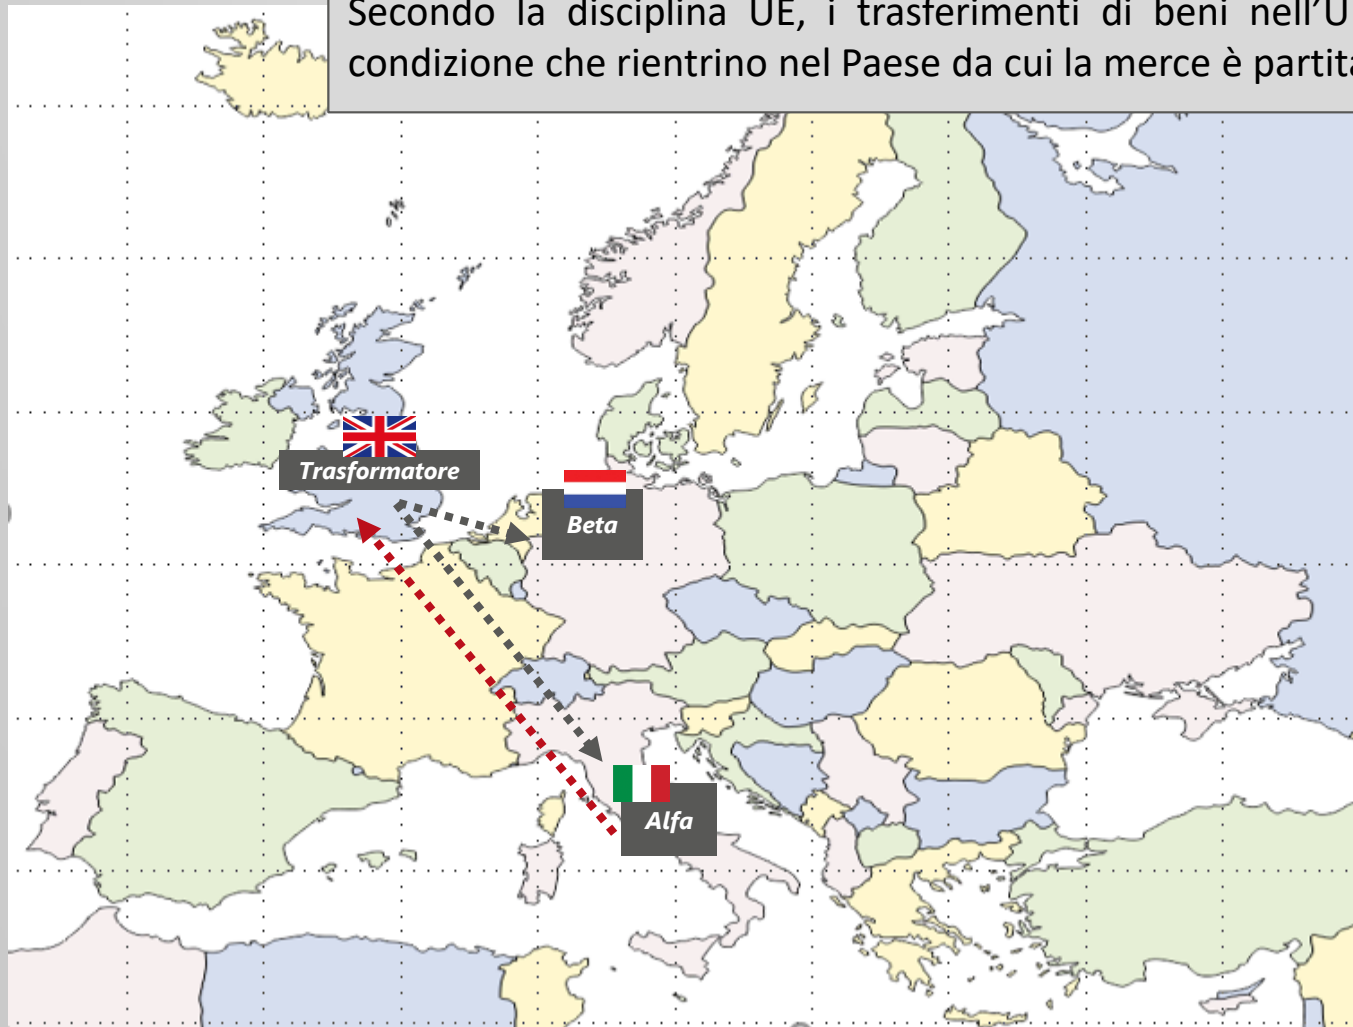 Secondo la disciplina UE, i trasferimenti di beni nell’U
condizione che rientrino nel Paese da cui la merce è partita
Trasformatore
Beta
Alfa